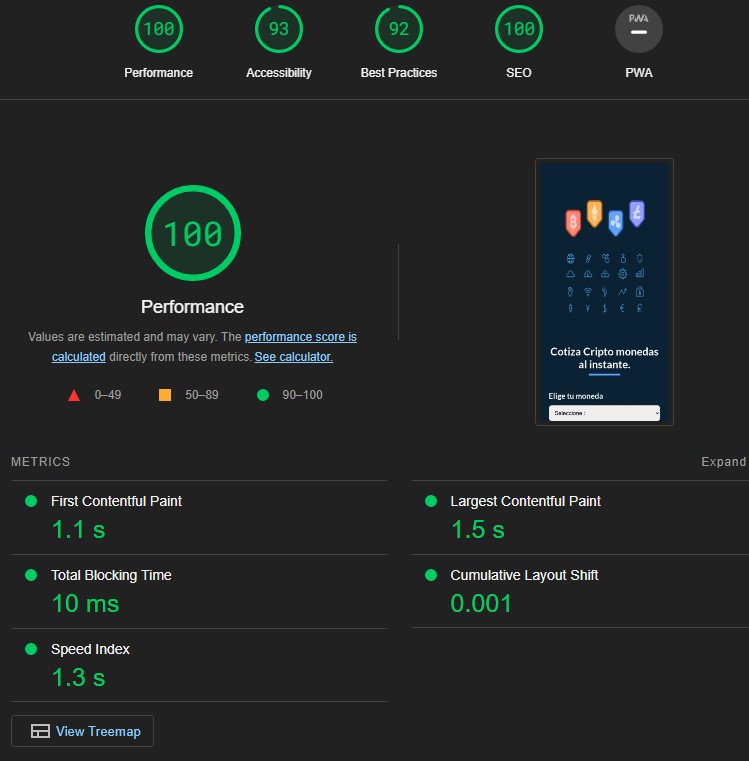 100
93
92
100
PWA
Performance
Accessibility
Best Practices
SEO
PWA
100
Performance
Values are estimated and may vary. The performance score is
calculated directly from these metrics. See calculator.
0–49
50–89
90–100
Cotiza Cripto monedas
al instante.
Elige tu moneda
Seleccione :
METRICS
Expand
First Contentful Paint
1.1 s
Largest Contentful Paint
1.5 s
Total Blocking Time
10 ms
Cumulative Layout Shift
0.001
Speed Index
1.3 s
View Treemap